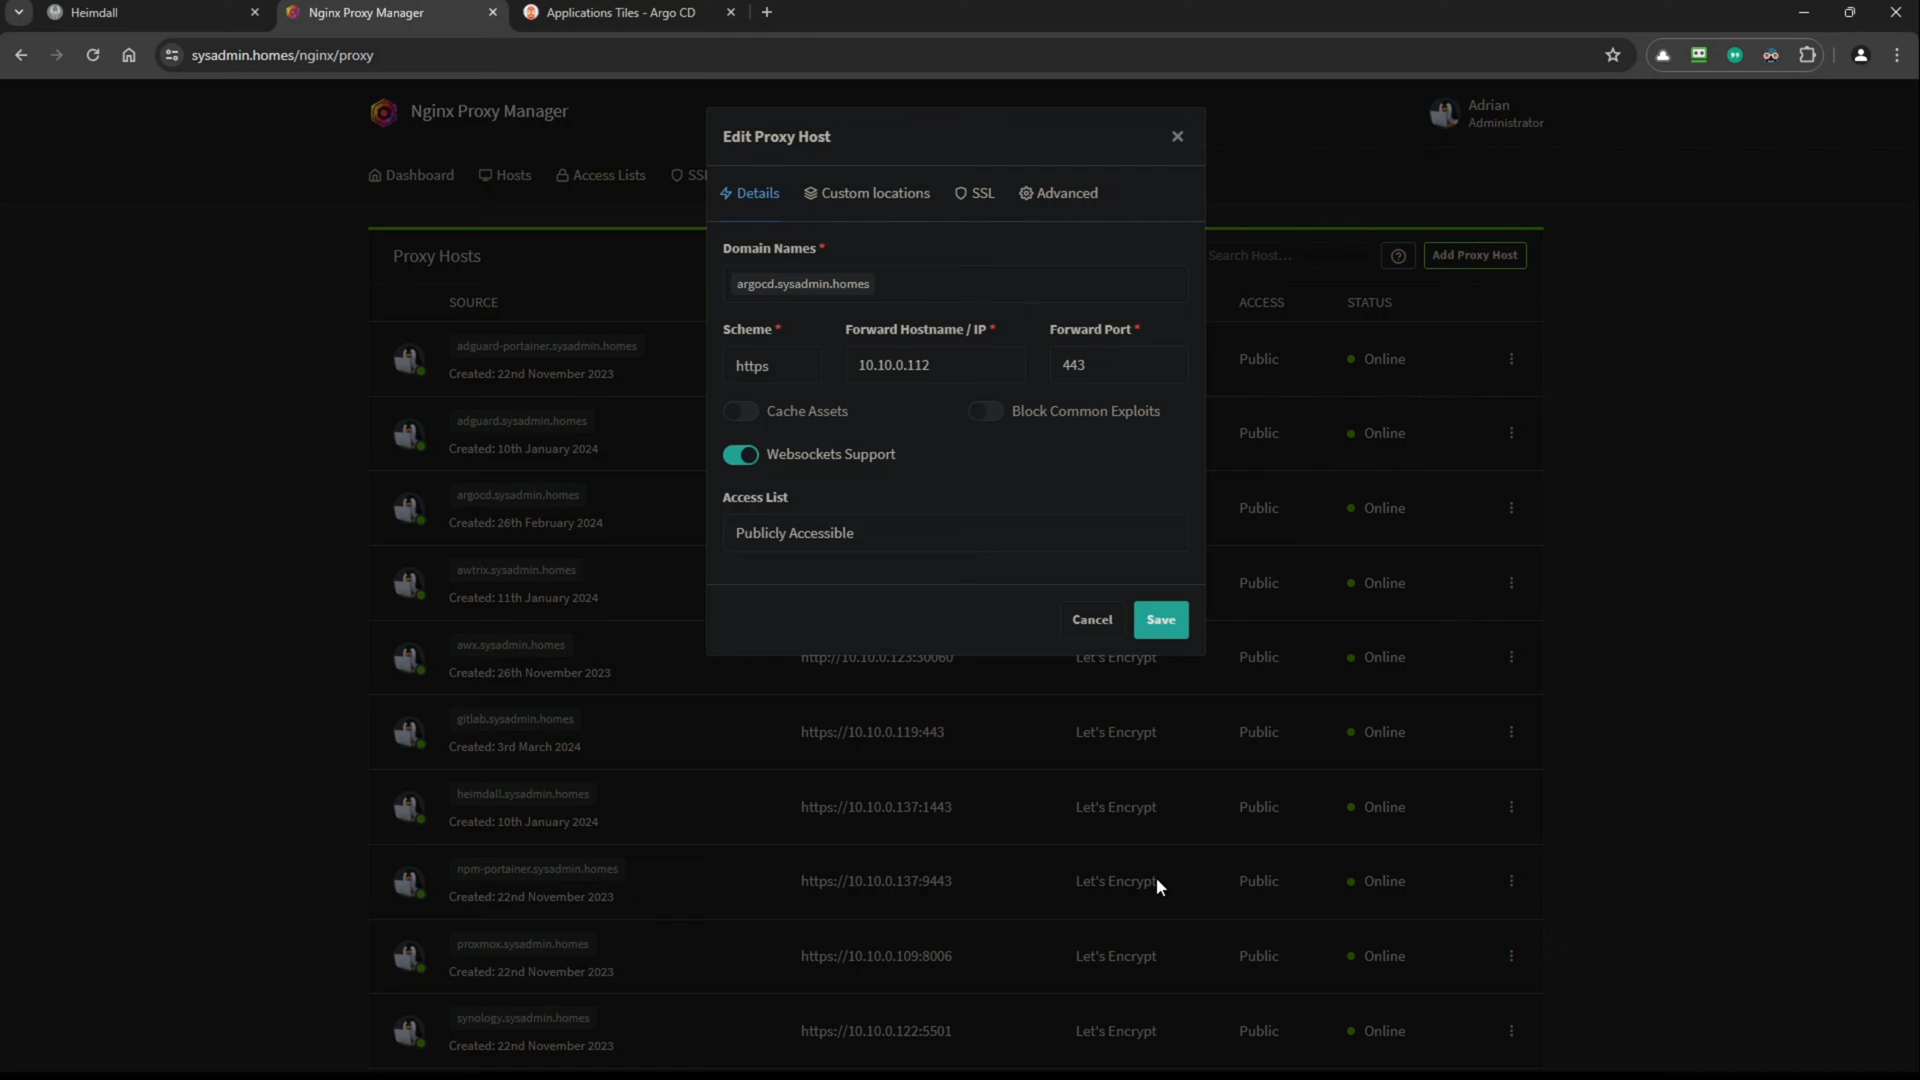 Heimdall
Nginx Proxy Manager
Applications Tiles - Argo CD
sysadmin.homes/nginx/proxy
Nginx Proxy Manager
Adrian
Administrator
Dashboard
Hosts
Access Lists
SSL
Edit Proxy Host
Details
Custom locations
SSL
Advanced
Domain Names *
argocd.sysadmin.homes
Scheme *
Forward Hostname / IP *
Forward Port *
https
10.10.0.112
443
Cache Assets
Block Common Exploits
Websockets Support
Access List
Publicly Accessible
Cancel
Save
Proxy Hosts
Search Host...
Add Proxy Host
SOURCE
ACCESS
STATUS
adguard-portainer.sysadmin.homes
Created: 22nd November 2023
Public
Online
adguard.sysadmin.homes
Created: 10th January 2024
Public
Online
argocd.sysadmin.homes
Created: 26th February 2024
Public
Online
awtrix.sysadmin.homes
Created: 11th January 2024
Public
Online
awx.sysadmin.homes
Created: 26th November 2023
http://10.10.0.123:30060
Let's Encrypt
Public
Online
gitlab.sysadmin.homes
Created: 3rd March 2024
https://10.10.0.119:443
Let's Encrypt
Public
Online
heimdall.sysadmin.homes
Created: 10th January 2024
https://10.10.0.137:1443
Let's Encrypt
Public
Online
npm-portainer.sysadmin.homes
Created: 22nd November 2023
https://10.10.0.137:9443
Let's Encrypt
Public
Online
proxmox.sysadmin.homes
Created: 22nd November 2023
https://10.10.0.109:8006
Let's Encrypt
Public
Online
synology.sysadmin.homes
Created: 22nd November 2023
https://10.10.0.122:5501
Let's Encrypt
Public
Online